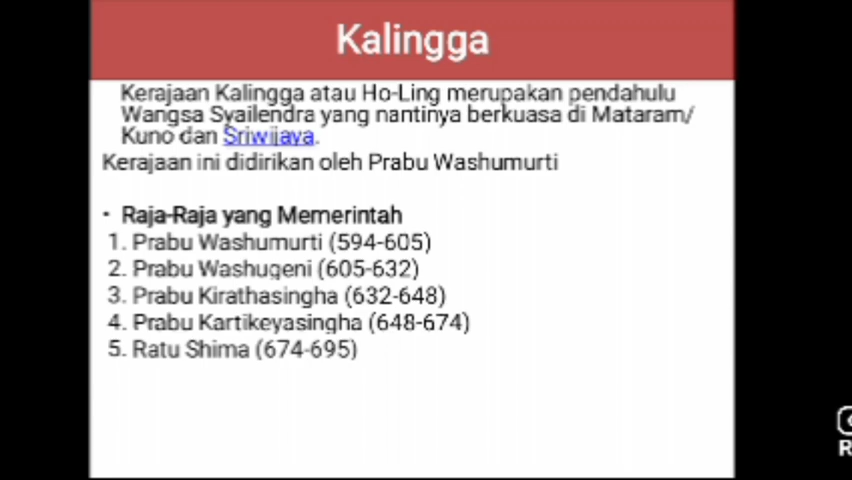 Kalingga
Kerajaan Kalingga atau Ho-Ling merupakan pendahulu
Wangsa Syailendra yang nantinya berkuasa di Mataram/
Kuno dan Sriwijaya.
Kerajaan ini didirikan oleh Prabu Washumurti
• Raja-Raja yang Memerintah
1. Prabu Washumurti (594-605)
2. Prabu Washugeni (605-632)
3. Prabu Kirathasingha (632-648)
4. Prabu Kartikeyasingha (648-674)
5. Ratu Shima (674-695)